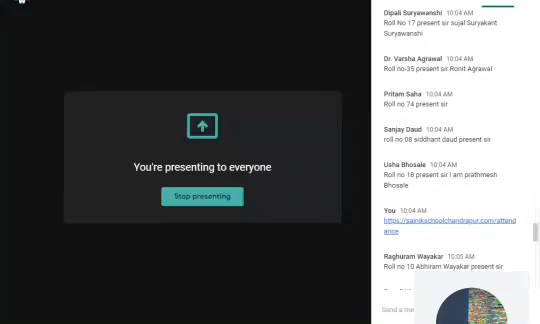 You're presenting to everyone
Stop presenting
Dipali Suryawanshi 10:04 AM
Roll No 17 present sir sujal Suryakant
Suryawanshi
Dr. Varsha Agrawal 10:04 AM
Roll no-35 present sir Ronit Agrawal
Pritam Saha 10:04 AM
Roll no 74 present sir
Sanjay Daud 10:04 AM
roll no 08 siddhant daud present sir
Usha Bhosale 10:04 AM
Roll no 18 present sir I am prathmesh
Bhosale
You 10:04 AM
https://sainikschoolchandrapur.com/attend
ance
Raghuram Wayakar 10:05 AM
Roll no 10 Abhiram Wayakar present sir
Send a me